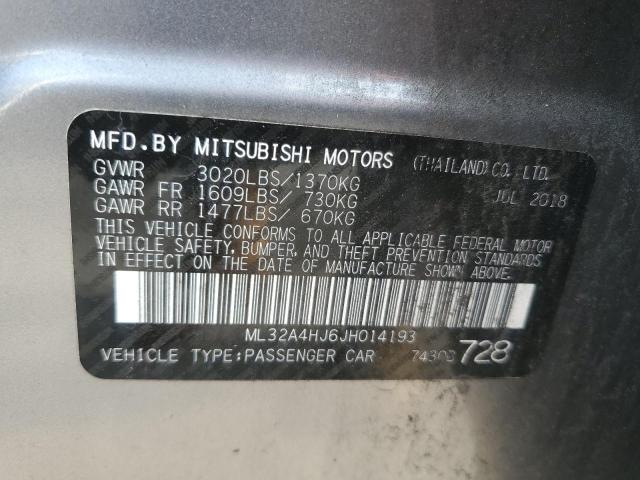 MFD.BY MITSUBISHI MOTORS (THAILAND) CO., LTD.
GVWR 3020LBS/1370KG JUL 2018
GAWR FR 1609LBS/ 730KG
GAWR RR 1477LBS/ 670KG
THIS VEHICLE CONFORMS TO ALL APPLICABLE FEDERAL MOTOR
VEHICLE SAFETY, BUMPER, AND THEFT PREVENTION STANDARDS
IN EFFECT ON THE DATE OF MANUFACTURE SHOWN ABOVE.
ML32A4HJ6JH014193
VEHICLE TYPE:PASSENGER CAR 728